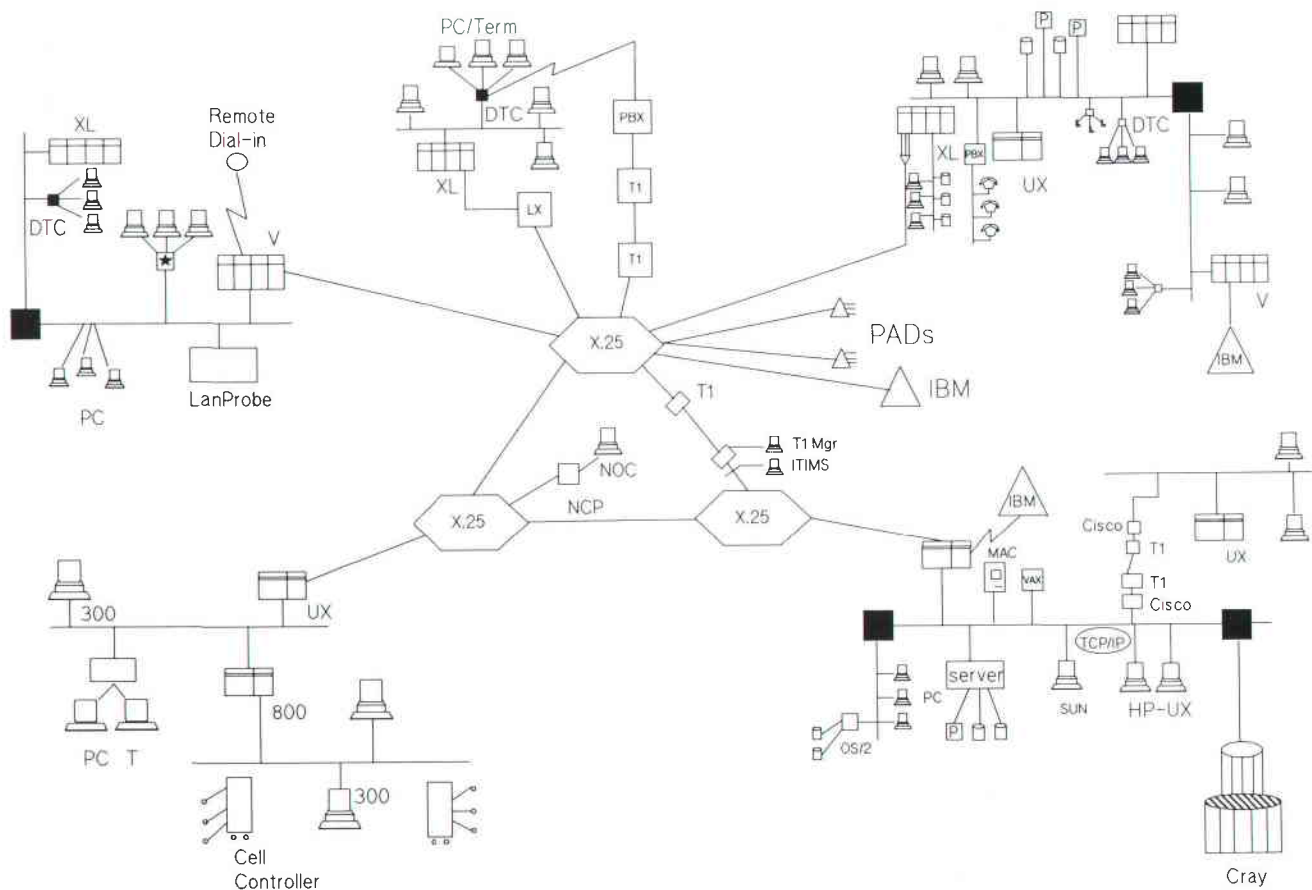 PC/Term
DTC
XL
LX
PBX
T1
T1
Remote
Dial-in
XL
DTC
V
PC
LanProbe
P
P
XL
PBX
UX
DTC
V
IBM
X.25
PADs
IBM
T1
T1 Mgr
ITIMS
NOC
NCP
X.25
X.25
300
UX
800
PC T
300
Cell
Controller
IBM
MAC
VAX
Cisco
T1
T1
Cisco
UX
TCP/IP
server
PC
P
OS/2
SUN
HP-UX
Cray